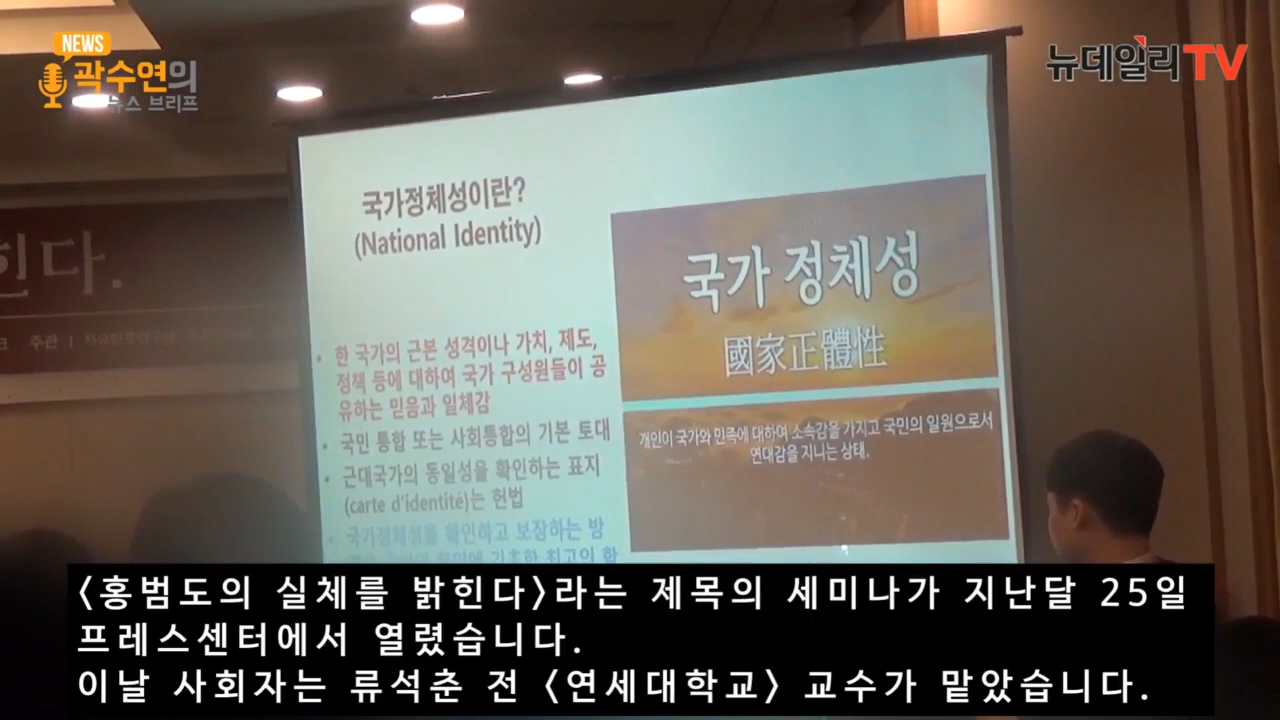 NEWS
곽수연의
뉴스 브리프
뉴데일리TV
힌다.
주관 |
국가정체성이란?
(National Identity)
• 한 국가의 근본 성격이나 가치, 제도,
정책 등에 대하여 국가 구성원들이 공
유하는 믿음과 일체감
• 국민 통합 또는 사회통합의 기본 토대
• 근대국가의 동일성을 확인하는 표지
(carte d'identité)는 헌법
• 국가정체성을 확인하고 보장하는 방
국가 정체성
國家正體性
개인이 국가와 민족에 대하여 소속감을 가지고 국민의 일원으로서
연대감을 지니는 상태.
〈홍범도의 실체를 밝힌다〉라는 제목의 세미나가 지난달 25일
프레스센터에서 열렸습니다.
이날 사회자는 류석춘 전 〈연세대학교〉 교수가 맡았습니다.